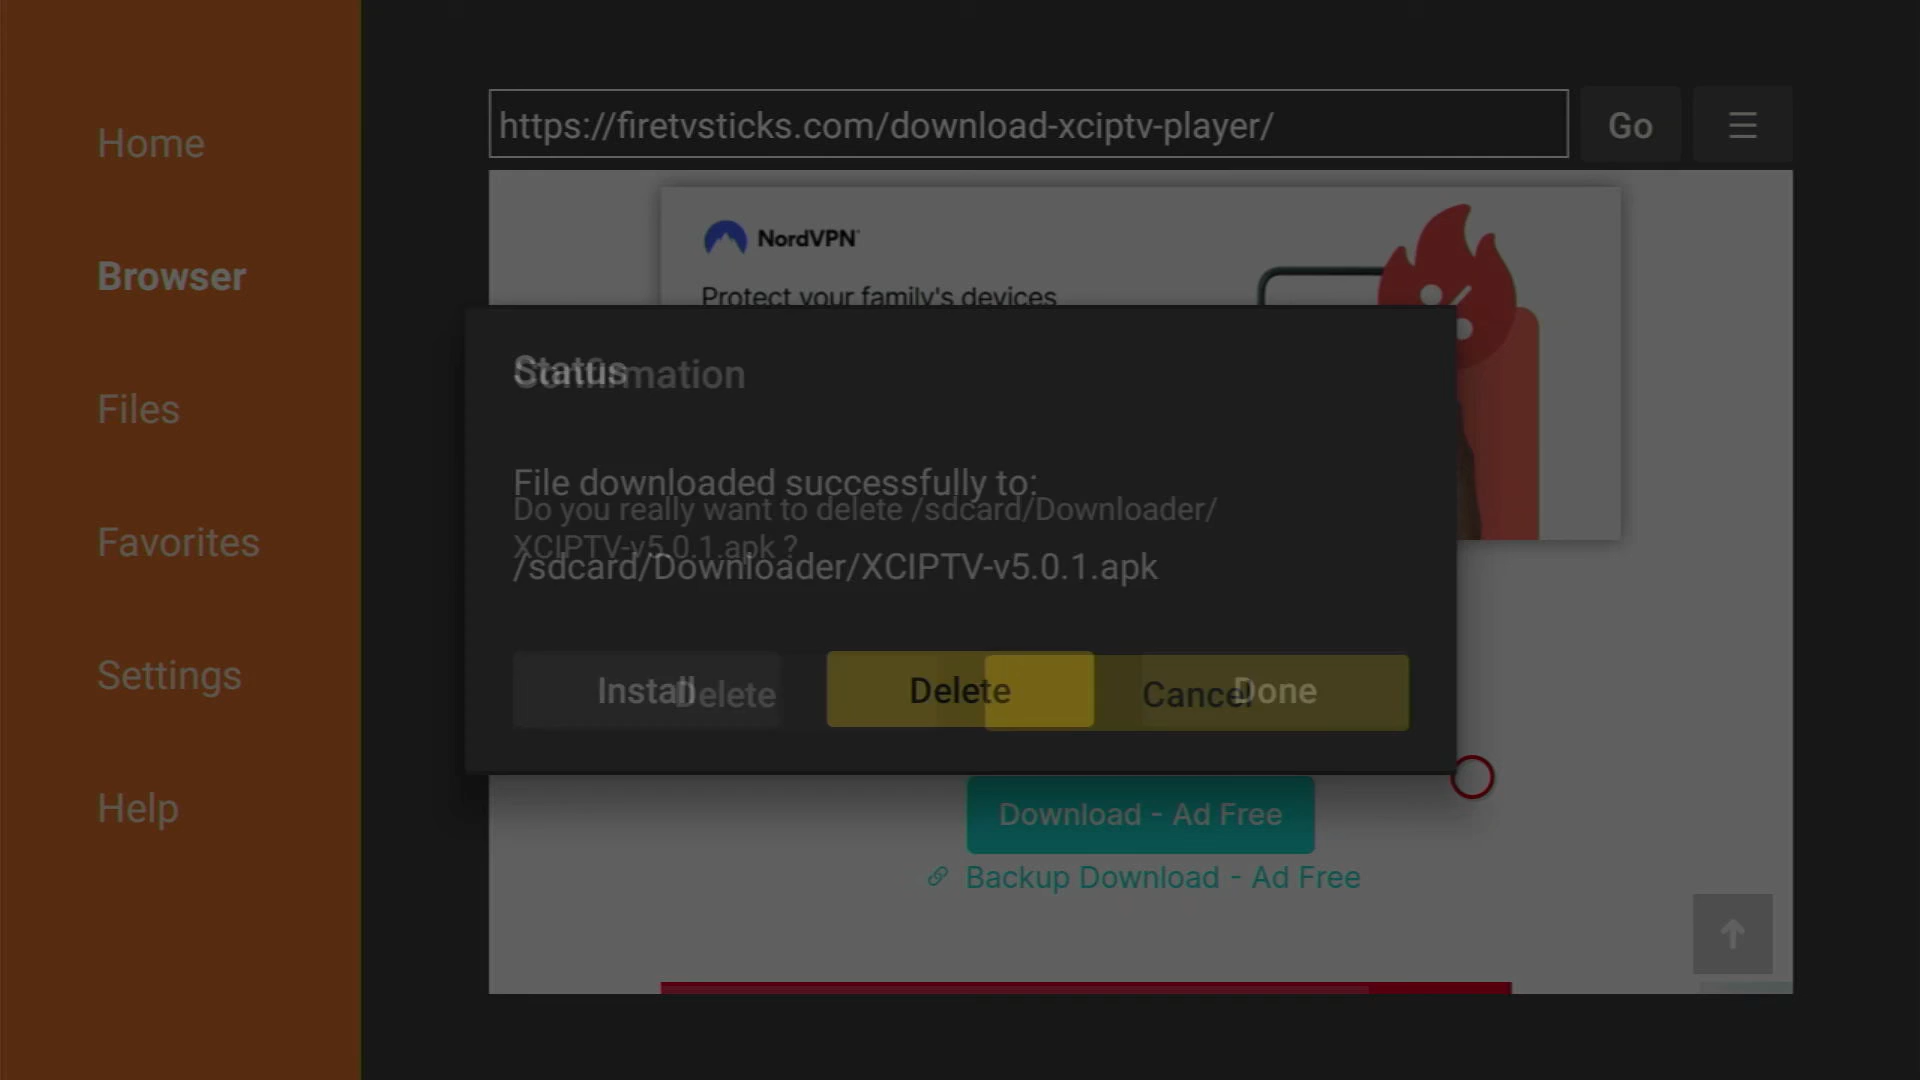 Home
Browser
Files
Favorites
Settings
Help
https://firetvsticks.com/download-xciptv-player/
Go
NordVPN
Protect your family's devices
Status
Confirmation
File downloaded successfully to:
/sdcard/Downloader/XCIPTV-v5.0.1.apk
Do you really want to delete /sdcard/Downloader/
XCIPTV-v5.0.1.apk ?
Install
Delete
Done
Delete
Cancel
Download - Ad Free
Backup Download - Ad Free